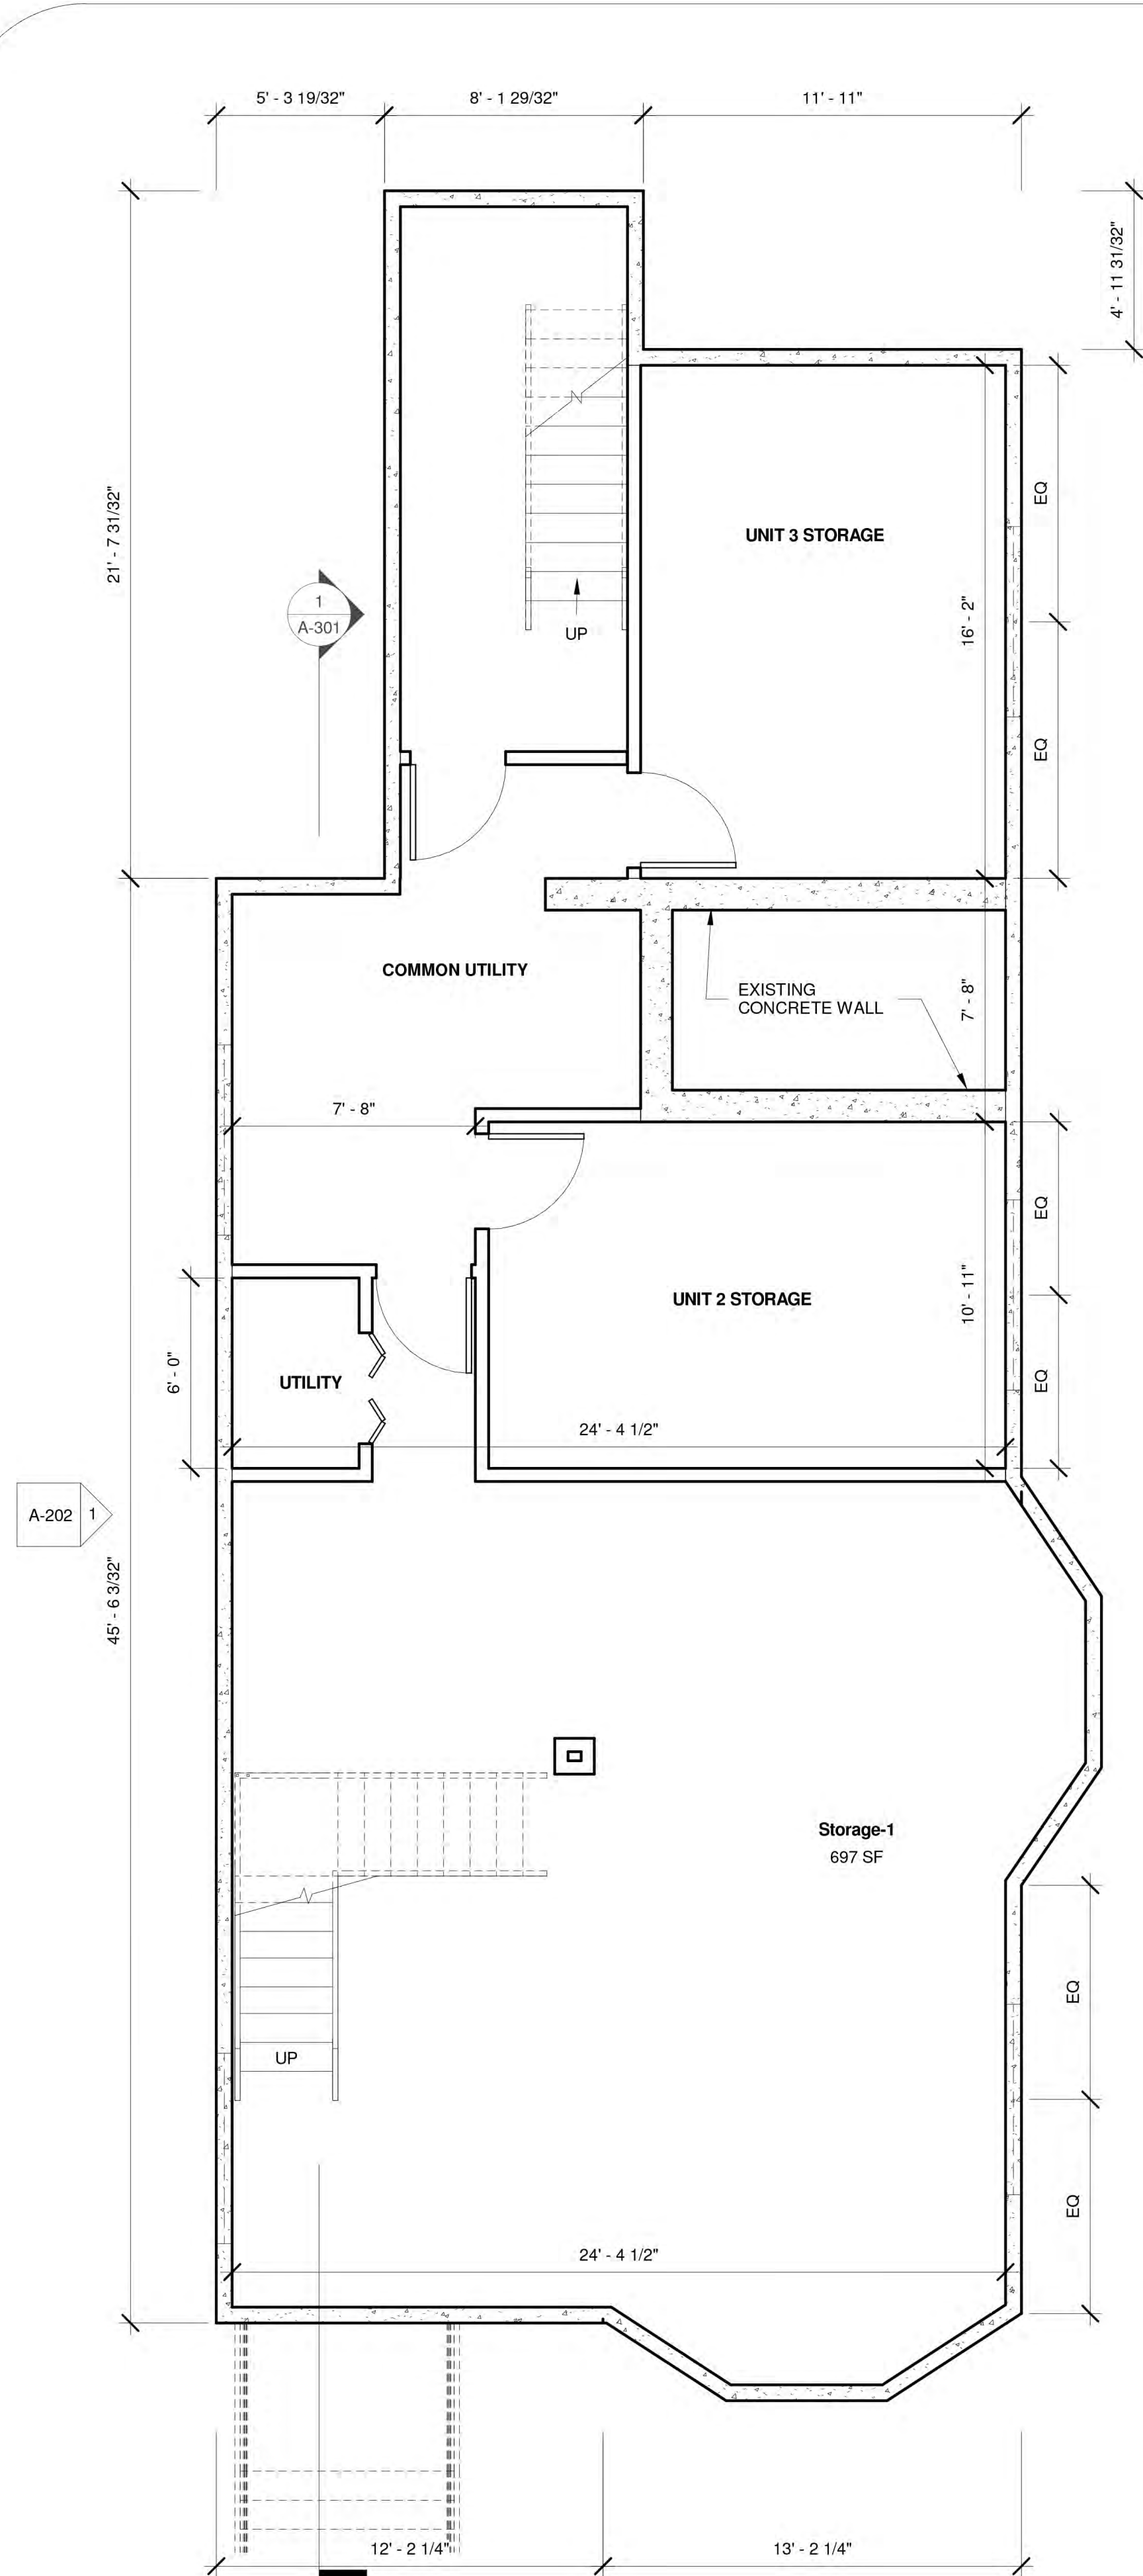 5' - 3 19/32"
8' - 1 29/32"
11' - 11"
4' - 11 31/32"
21' - 7 31/32"
EQ
UNIT 3 STORAGE
1
A-301
16' - 2"
UP
EQ
COMMON UTILITY
EXISTING
CONCRETE WALL
7' - 8"
7' - 8"
EQ
UNIT 2 STORAGE
10' - 11"
6' - 0"
UTILITY
EQ
24' - 4 1/2"
A-202
1
45' - 6 3/32"
Storage-1
697 SF
EQ
UP
EQ
24' - 4 1/2"
12' - 2 1/4"
13' - 2 1/4"